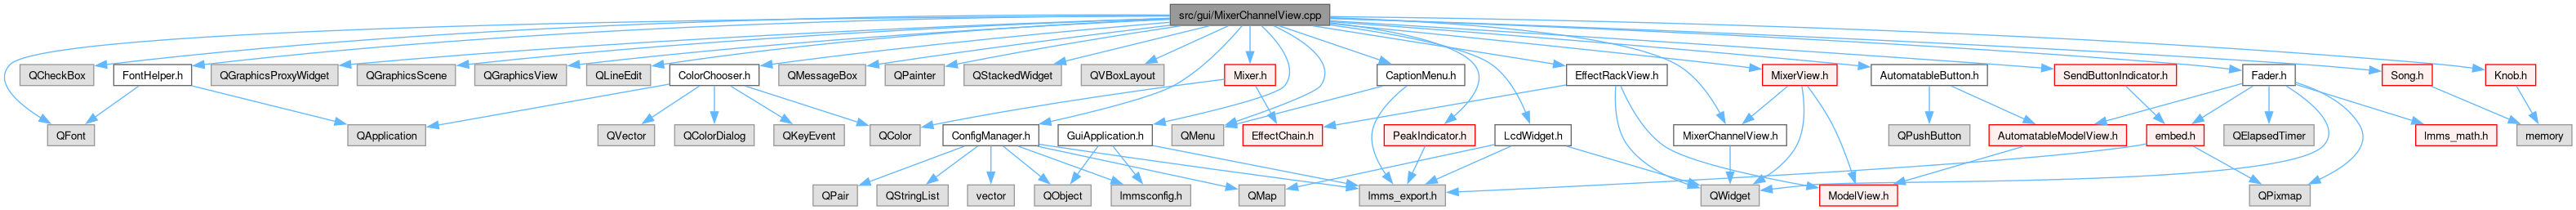 src/gui/MixerChannelView.cpp
QCheckBox
FontHelper.h
QGraphicsProxyWidget
QGraphicsScene
QGraphicsView
QLineEdit
ColorChooser.h
QMessageBox
QPainter
QStackedWidget
QVBoxLayout
Mixer.h
CaptionMenu.h
EffectRackView.h
MixerView.h
AutomatableButton.h
SendButtonIndicator.h
Fader.h
Song.h
Knob.h
QFont
QApplication
QVector
QColorDialog
QKeyEvent
QColor
ConfigManager.h
GuiApplication.h
QMenu
EffectChain.h
PeakIndicator.h
LcdWidget.h
MixerChannelView.h
QPushButton
AutomatableModelView.h
embed.h
QElapsedTimer
lmms_math.h
memory
QPair
QStringList
vector
QObject
lmmsconfig.h
QMap
lmms_export.h
QWidget
ModelView.h
QPixmap